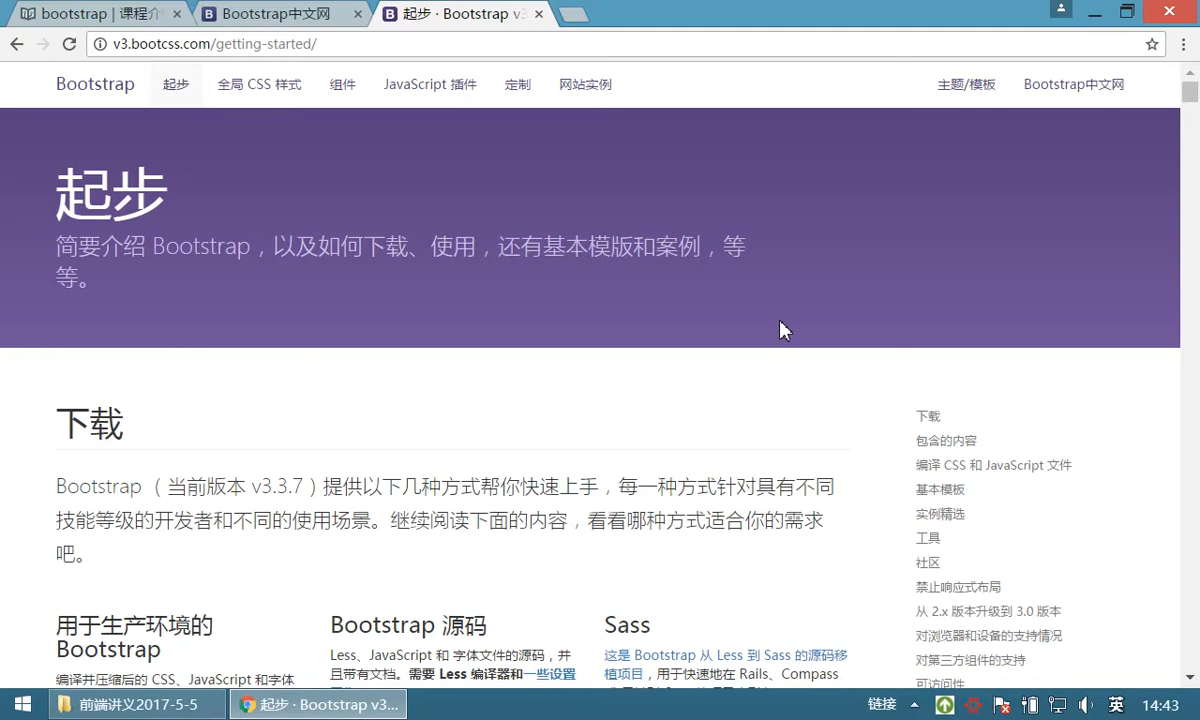 bootstrap | 课程介
Bootstrap中文网
起步 · Bootstrap v3
v3.bootcss.com/getting-started/
Bootstrap 起步 全局 CSS 样式 组件 JavaScript 插件 定制 网站实例 主题/模板 Bootstrap中文网
起步
简要介绍 Bootstrap，以及如何下载、使用，还有基本模版和案例，等
等。
下载
Bootstrap （当前版本 v3.3.7）提供以下几种方式帮你快速上手，每一种方式针对具有不同
技能等级的开发者和不同的使用场景。继续阅读下面的内容，看看哪种方式适合你的需求
吧。
用于生产环境的
Bootstrap
编译并压缩后的 CSS、JavaScript 和字体
Bootstrap 源码
Less、JavaScript 和 字体文件的源码，并
且带有文档。需要 Less 编译器和一些设置
Sass
这是 Bootstrap 从 Less 到 Sass 的源码移
植项目，用于快速地在 Rails、Compass
下载
包含的内容
编译 CSS 和 JavaScript 文件
基本模板
实例精选
工具
社区
禁止响应式布局
从 2.x 版本升级到 3.0 版本
对浏览器和设备的支持情况
对第三方组件的支持
可访问性
前端讲义2017-5-5
起步 · Bootstrap v3...
链接
英
14:43